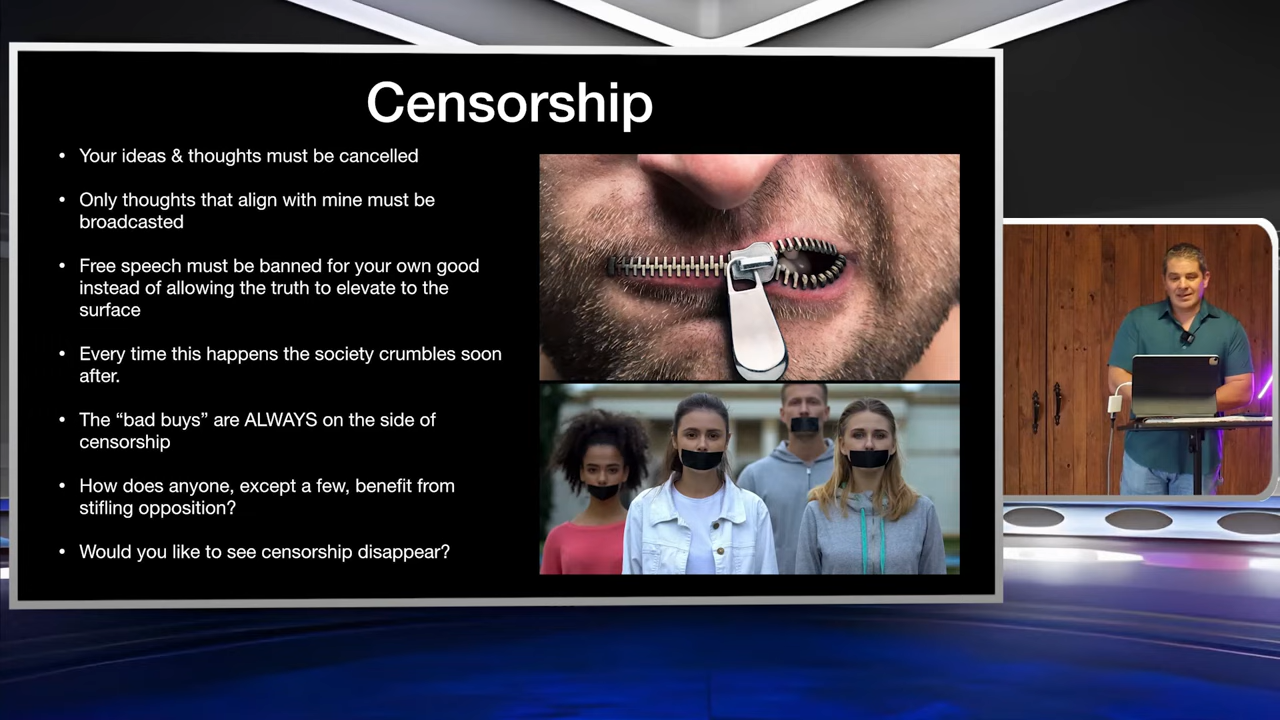 Censorship
• Your ideas & thoughts must be cancelled
• Only thoughts that align with mine must be
broadcasted
• Free speech must be banned for your own good
instead of allowing the truth to elevate to the
surface
• Every time this happens the society crumbles soon
after.
• The “bad buys” are ALWAYS on the side of
censorship
• How does anyone, except a few, benefit from
stifling opposition?
• Would you like to see censorship disappear?